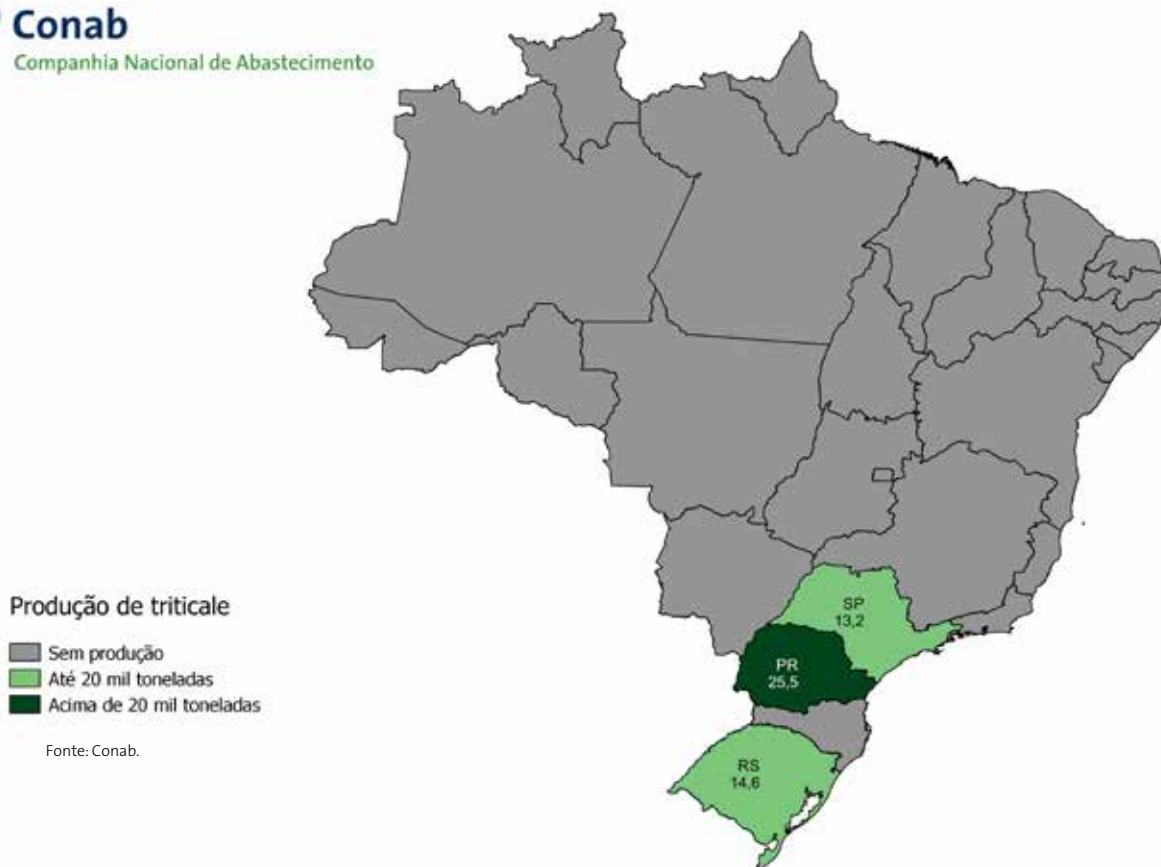 Conab
Companhia Nacional de Abastecimento
SP
13,2
PR
25,5
RS
14,6
Produção de triticale
Sem produção
Até 20 mil toneladas
Acima de 20 mil toneladas
Fonte: Conab.